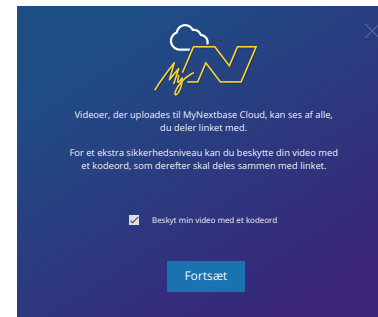 My N
Videoer, der uploades til MyNextbase Cloud, kan ses af alle,
du deler linket med.
For et ekstra sikkerhedsniveau kan du beskytte din video med
et kodeord, som derefter skal deles sammen med linket.
Beskyt min video med et kodeord
Fortsæt